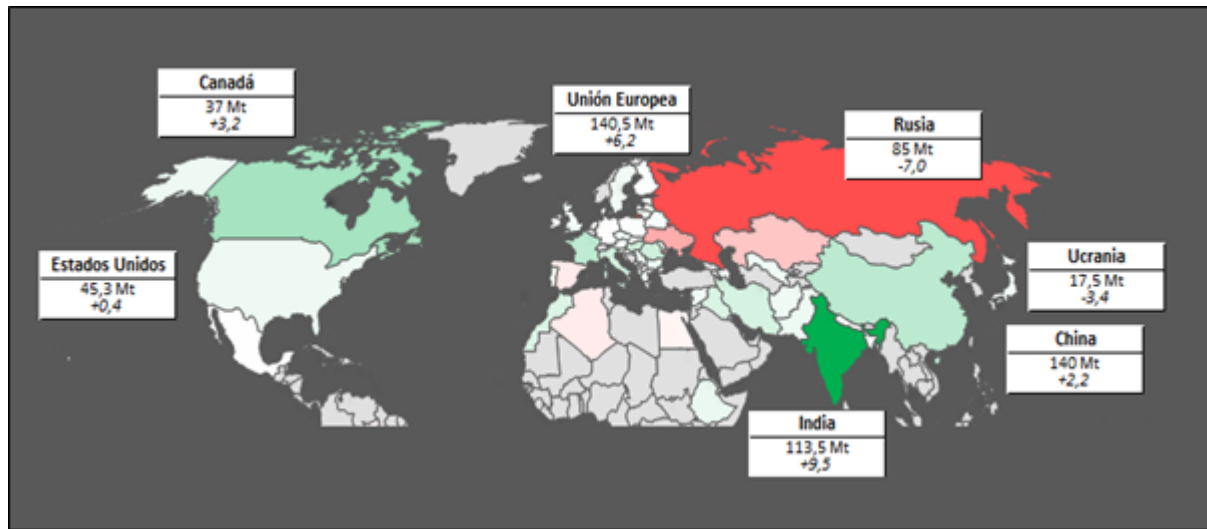 Canadá
37 Mt
+3,2
Unión Europea
140,5 Mt
+6,2
Rusia
85 Mt
-7,0
Estados Unidos
45,3 Mt
+0,4
Ucrania
17,5 Mt
-3,4
China
140 Mt
+2,2
India
113,5 Mt
+9,5